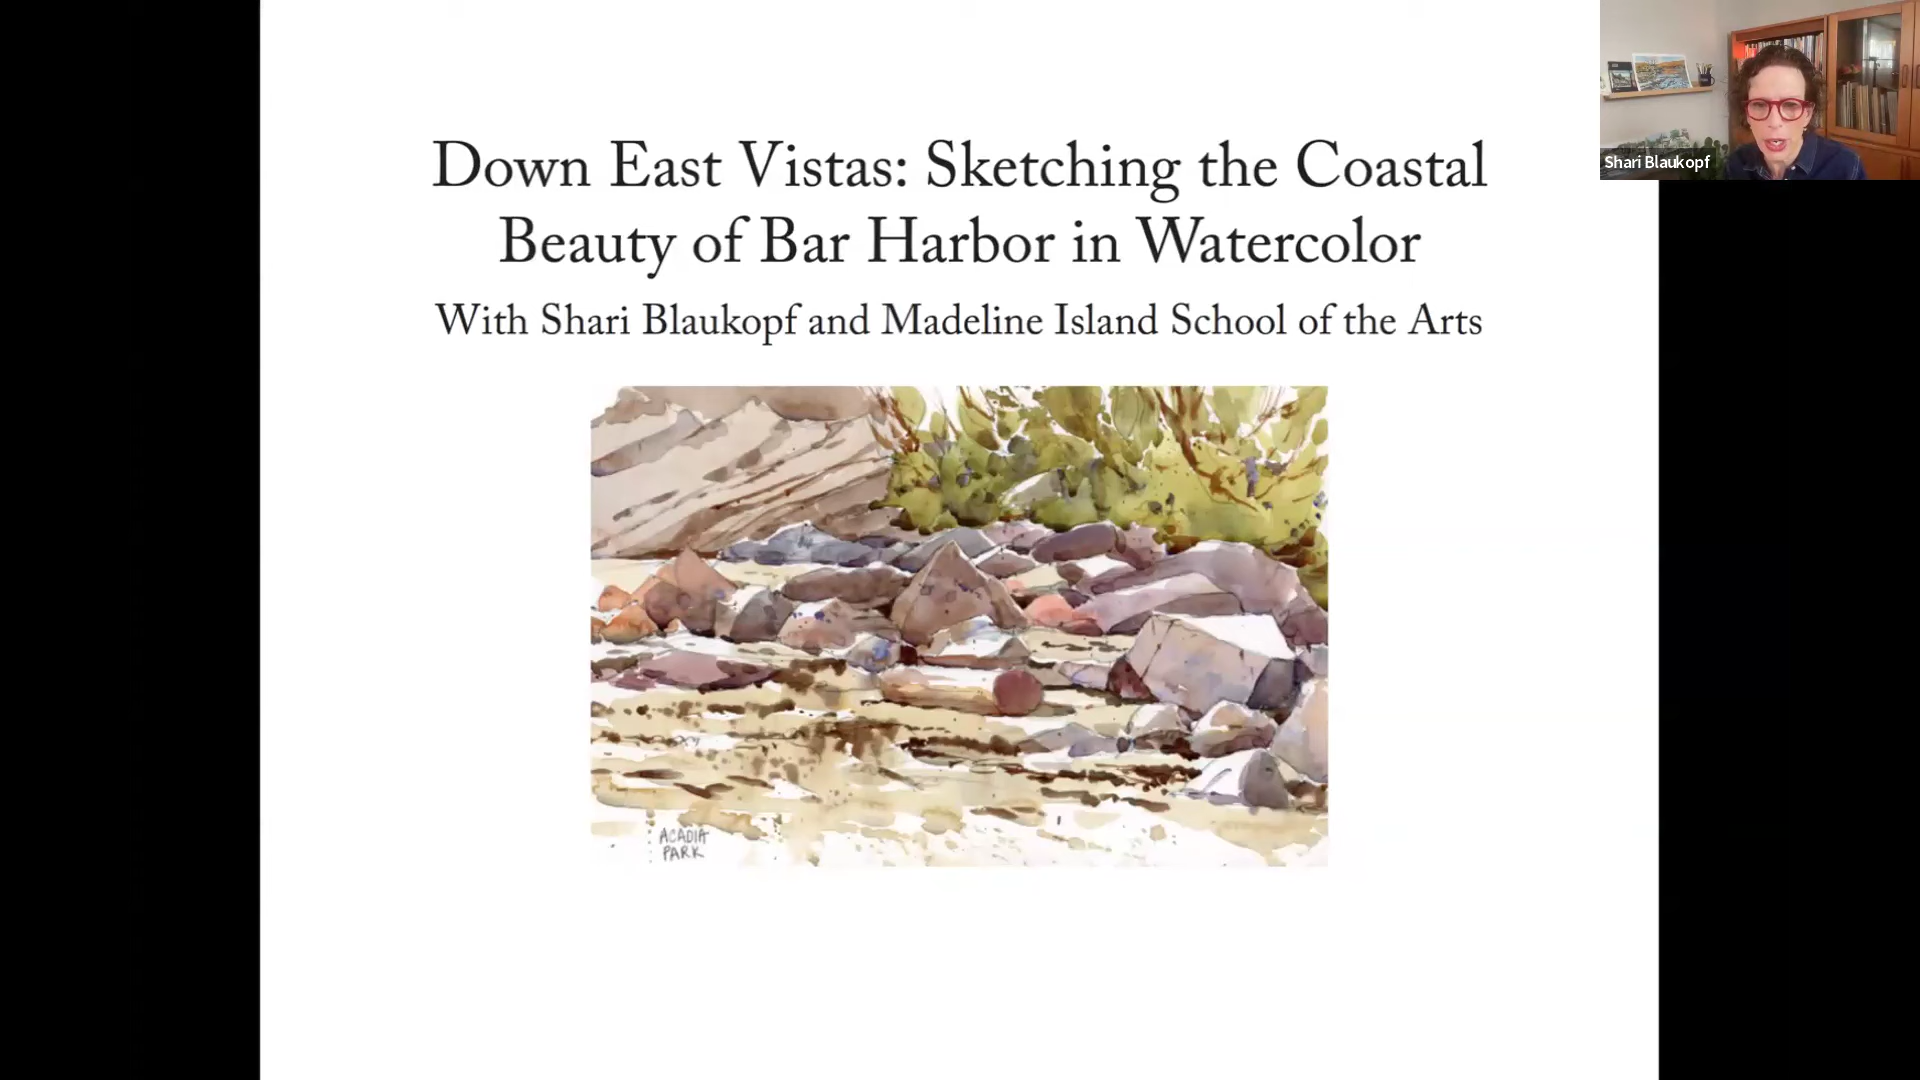 Down East Vistas: Sketching the Coastal
Beauty of Bar Harbor in Watercolor
With Shari Blaukopf and Madeline Island School of the Arts
Shari Blaukopf
ACADIA
PARK